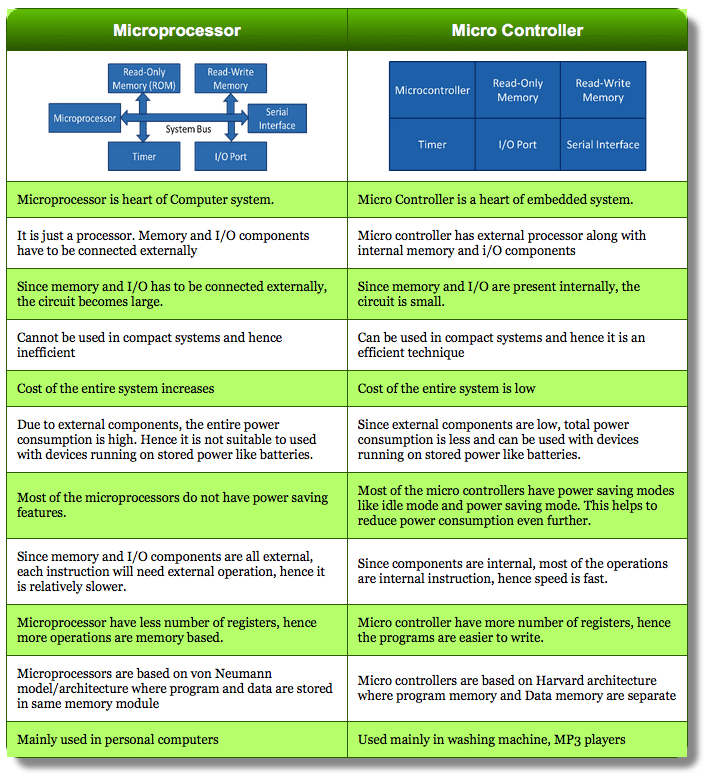 Microprocessor
Micro Controller
Read-Only
Memory (ROM)
Read-Write
Memory
Microprocessor
System Bus
Serial
Interface
Timer
I/O Port
Microcontroller
Read-Only
Memory
Read-Write
Memory
Timer
I/O Port
Serial Interface
Microprocessor is heart of Computer system.
Micro Controller is a heart of embedded system.
It is just a processor. Memory and I/O components
have to be connected externally
Micro controller has external processor along with
internal memory and i/O components
Since memory and I/O has to be connected externally,
the circuit becomes large.
Since memory and I/O are present internally, the
circuit is small.
Cannot be used in compact systems and hence
inefficient
Can be used in compact systems and hence it is an
efficient technique
Cost of the entire system increases
Cost of the entire system is low
Due to external components, the entire power
consumption is high. Hence it is not suitable to used
with devices running on stored power like batteries.
Since external components are low, total power
consumption is less and can be used with devices
running on stored power like batteries.
Most of the microprocessors do not have power saving
features.
Most of the micro controllers have power saving modes
like idle mode and power saving mode. This helps to
reduce power consumption even further.
Since memory and I/O components are all external,
each instruction will need external operation, hence it
is relatively slower.
Since components are internal, most of the operations
are internal instruction, hence speed is fast.
Microprocessor have less number of registers, hence
more operations are memory based.
Micro controller have more number of registers, hence
the programs are easier to write.
Microprocessors are based on von Neumann
model/architecture where program and data are stored
in same memory module
Micro controllers are based on Harvard architecture
where program memory and Data memory are separate
Mainly used in personal computers
Used mainly in washing machine, MP3 players